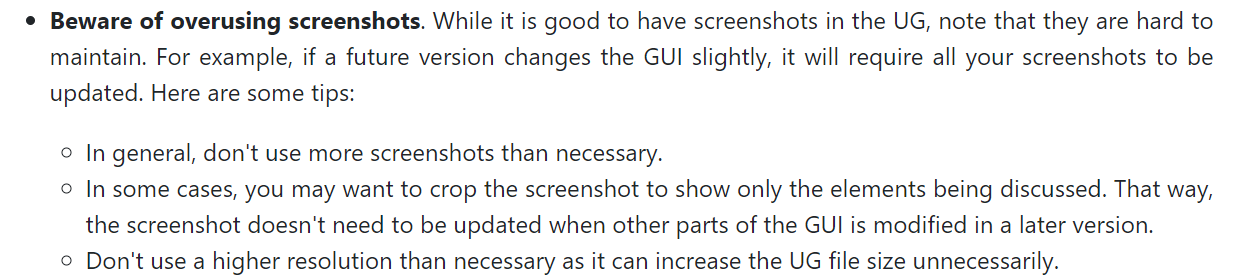 • Beware of overusing screenshots. While it is good to have screenshots in the UG, note that they are hard to
maintain. For example, if a future version changes the GUI slightly, it will require all your screenshots to be
updated. Here are some tips:
◦ In general, don't use more screenshots than necessary.
◦ In some cases, you may want to crop the screenshot to show only the elements being discussed. That way,
the screenshot doesn't need to be updated when other parts of the GUI is modified in a later version.
◦ Don't use a higher resolution than necessary as it can increase the UG file size unnecessarily.